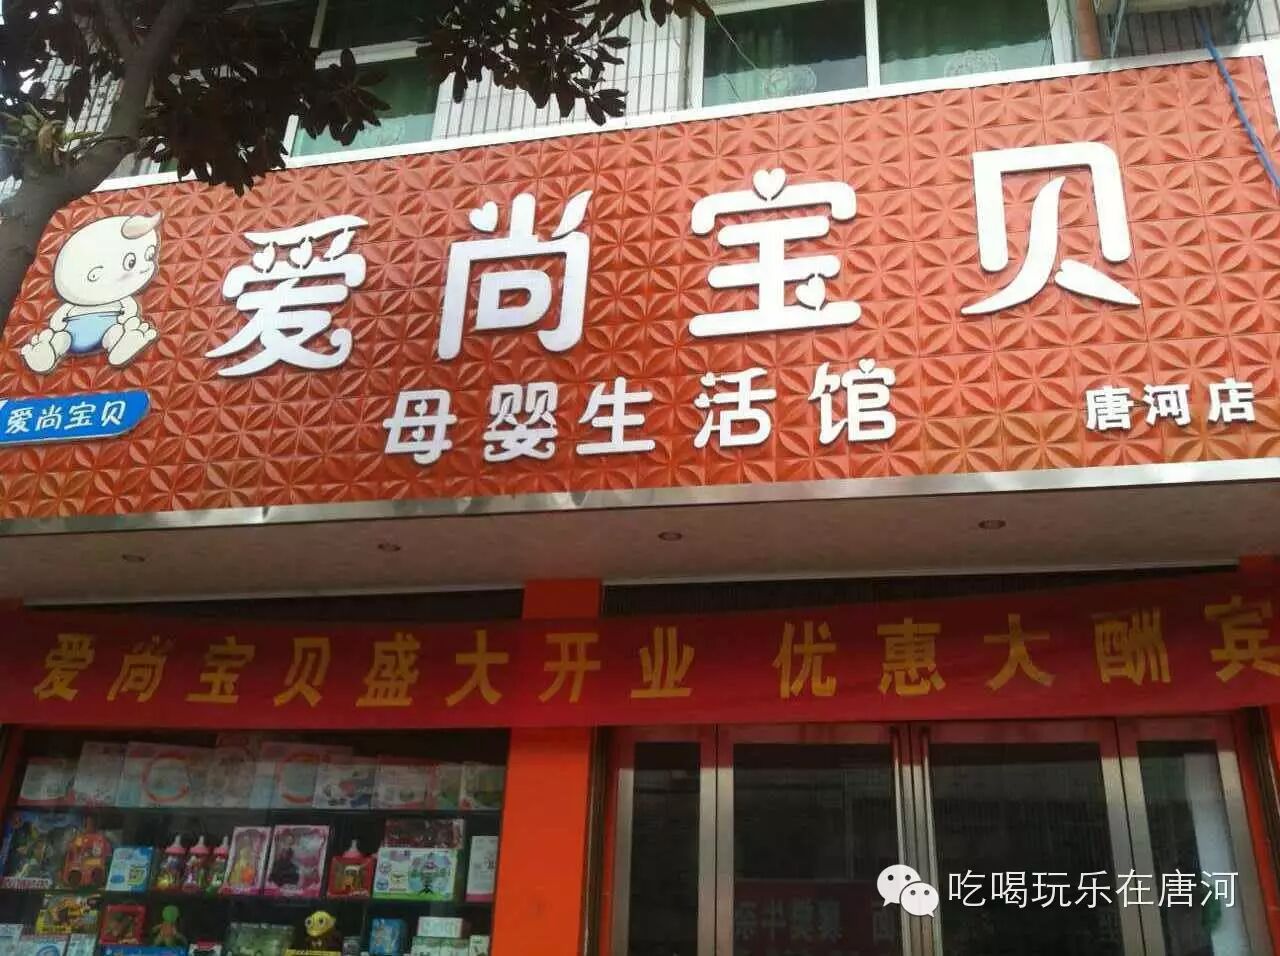 爱尚宝贝
爱尚宝贝
母婴生活馆
唐河店
爱尚宝贝盛大开业 优惠大酬宾
吃喝玩乐在唐河